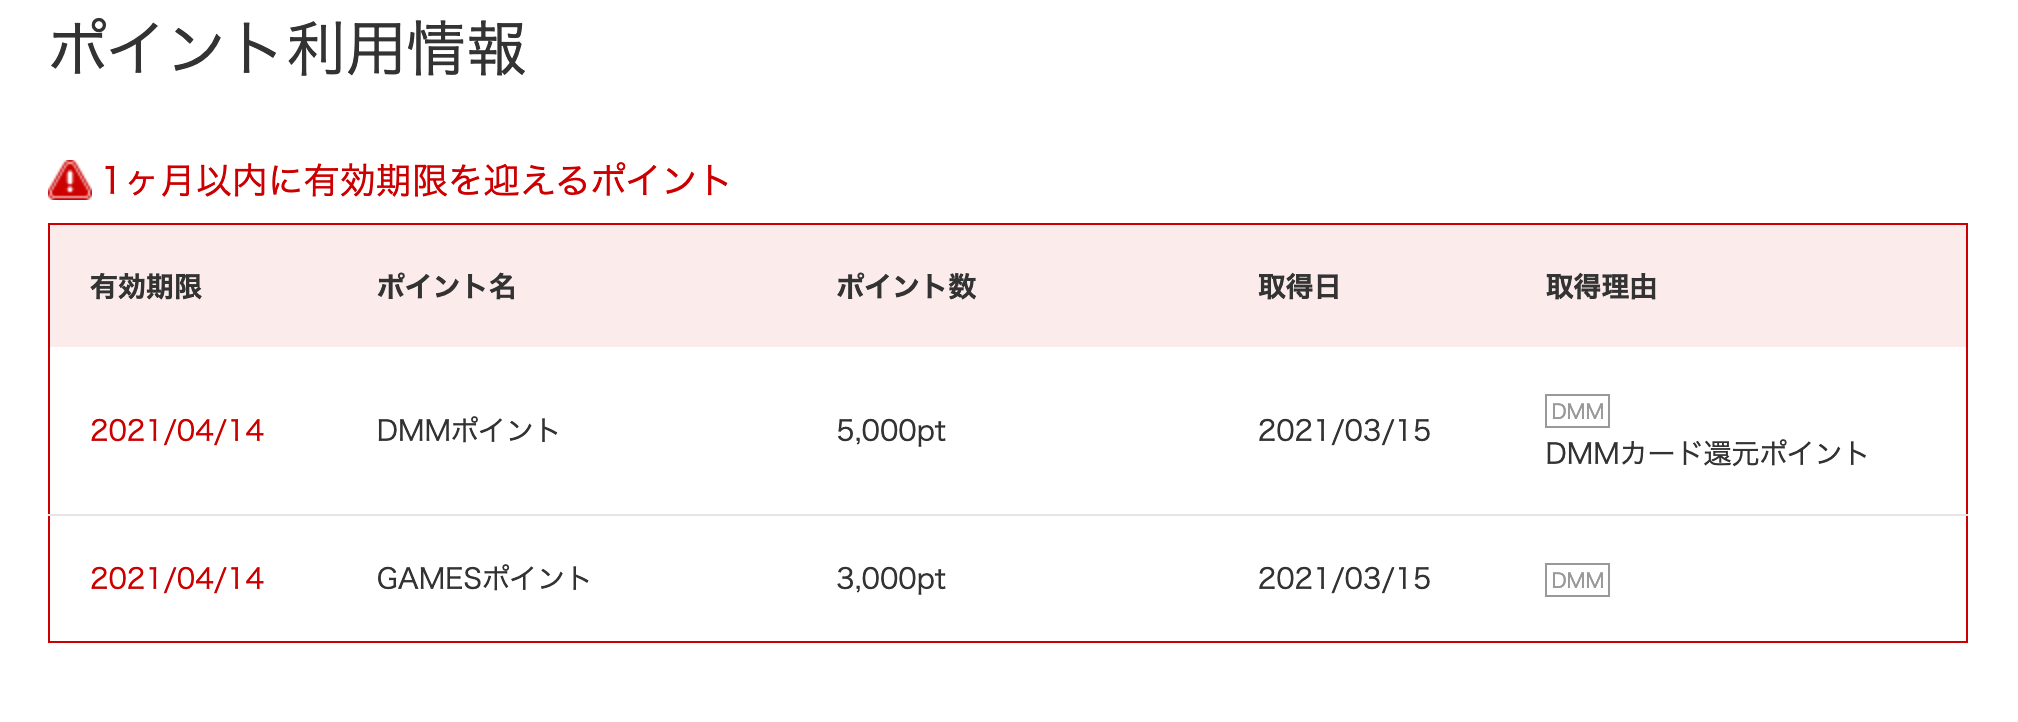 ポイント利用情報
1ヶ月以内に有効期限を迎えるポイント
有効期限 ポイント名 ポイント数 取得日 取得理由
2021/04/14 DMMポイント 5,000pt 2021/03/15 DMM
DMMカード還元ポイント
2021/04/14 GAMESポイント 3,000pt 2021/03/15 DMM